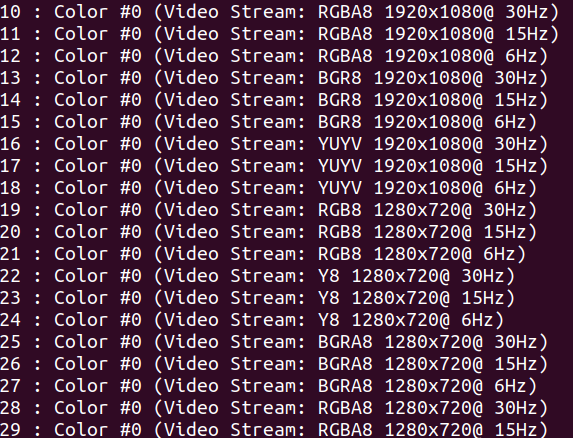 10 : Color #0 (Video Stream: RGBA8 1920x1080@ 30Hz)
11 : Color #0 (Video Stream: RGBA8 1920x1080@ 15Hz)
12 : Color #0 (Video Stream: RGBA8 1920x1080@ 6Hz)
13 : Color #0 (Video Stream: BGR8 1920x1080@ 30Hz)
14 : Color #0 (Video Stream: BGR8 1920x1080@ 15Hz)
15 : Color #0 (Video Stream: BGR8 1920x1080@ 6Hz)
16 : Color #0 (Video Stream: YUYV 1920x1080@ 30Hz)
17 : Color #0 (Video Stream: YUYV 1920x1080@ 15Hz)
18 : Color #0 (Video Stream: YUYV 1920x1080@ 6Hz)
19 : Color #0 (Video Stream: RGB8 1280x720@ 30Hz)
20 : Color #0 (Video Stream: RGB8 1280x720@ 15Hz)
21 : Color #0 (Video Stream: RGB8 1280x720@ 6Hz)
22 : Color #0 (Video Stream: Y8 1280x720@ 30Hz)
23 : Color #0 (Video Stream: Y8 1280x720@ 15Hz)
24 : Color #0 (Video Stream: Y8 1280x720@ 6Hz)
25 : Color #0 (Video Stream: BGRA8 1280x720@ 30Hz)
26 : Color #0 (Video Stream: BGRA8 1280x720@ 15Hz)
27 : Color #0 (Video Stream: BGRA8 1280x720@ 6Hz)
28 : Color #0 (Video Stream: RGBA8 1280x720@ 30Hz)
29 : Color #0 (Video Stream: RGBA8 1280x720@ 15Hz)